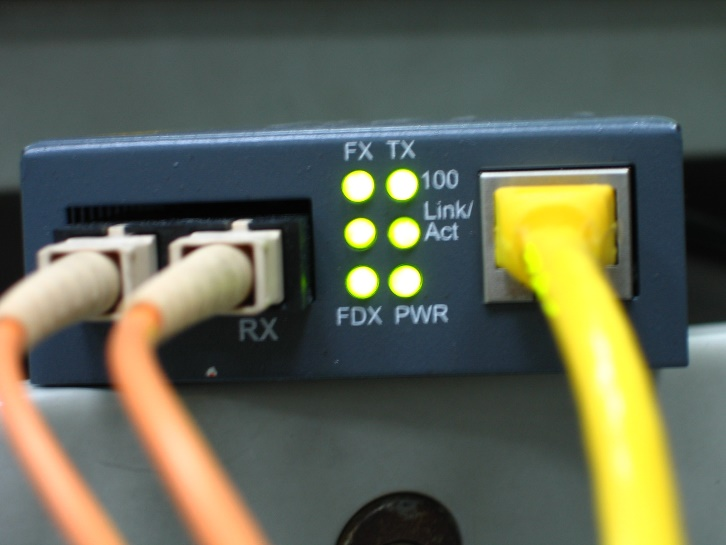 FX TX
100
Link/
Act
FDX PWR
RX